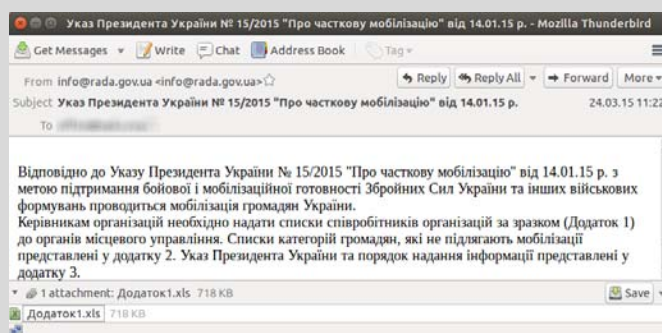 Указ Президента України № 15/2015 "Про часткову мобілізацію" від 14.01.15 р. - Mozilla Thunderbird
Get Messages Write Chat Address Book Tag
From info@rada.gov.ua <info@rada.gov.ua> Reply Reply All Forward More
Subject Указ Президента України № 15/2015 "Про часткову мобілізацію" від 14.01.15 р. 24.03.15 11:22
To
Відповідно до Указу Президента України № 15/2015 "Про часткову мобілізацію" від 14.01.15 р. з
метою підтримання бойової і мобілізаційної готовності Збройних Сил України та інших військових
формувань проводиться мобілізація громадян України.
Керівникам організацій необхідно надати списки співробітників організацій за зразком (Додаток 1)
до органів місцевого управління. Списки категорій громадян, які не підлягають мобілізації
представлені у додатку 2. Указ Президента України та порядок надання інформації представлені у
додатку 3.
1 attachment: Додаток1.xls 718 KB Save
Додаток1.xls 718 KB